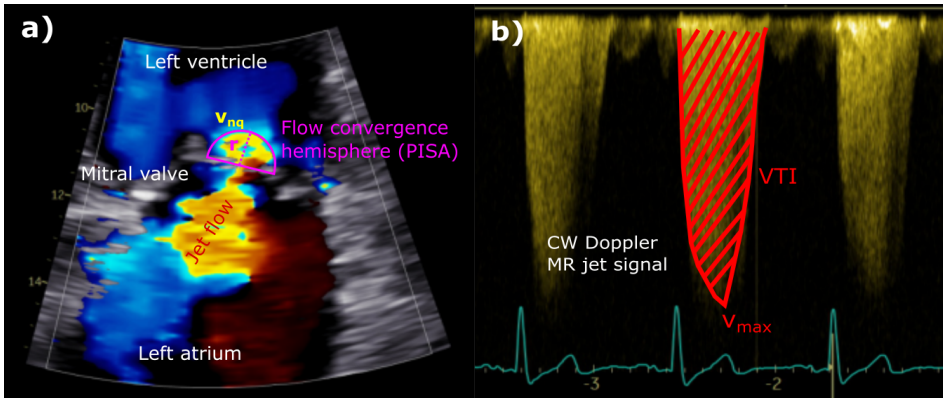 a)
Left ventricle
10
vnq
r
Flow convergence
hemisphere (PISA)
Mitral valve
12
Jet flow
14
Left atrium
b)
VTI
CW Doppler
MR jet signal
vmax
-3
-2